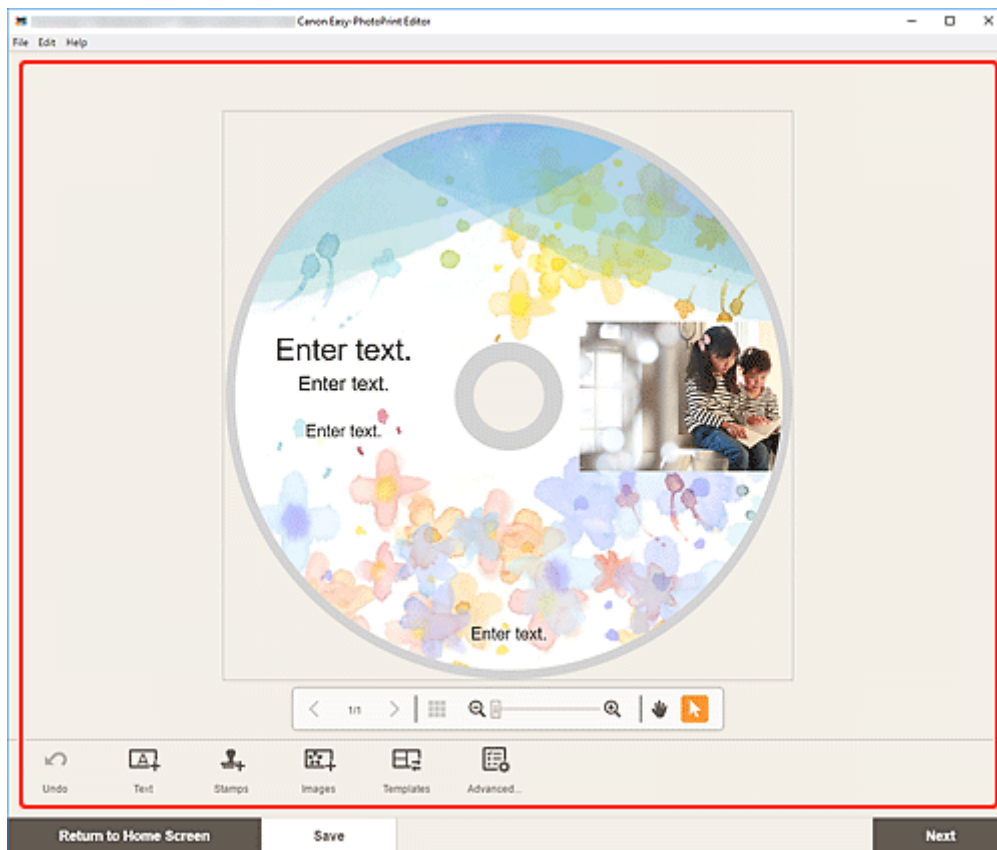 Canon Easy-PhotoPrint Editor
File Edit Help
Enter text.
Enter text.
Enter text.
Enter text.
1/1
Undo Text Stamps Images Templates Advanced...
Return to Home Screen Save Next